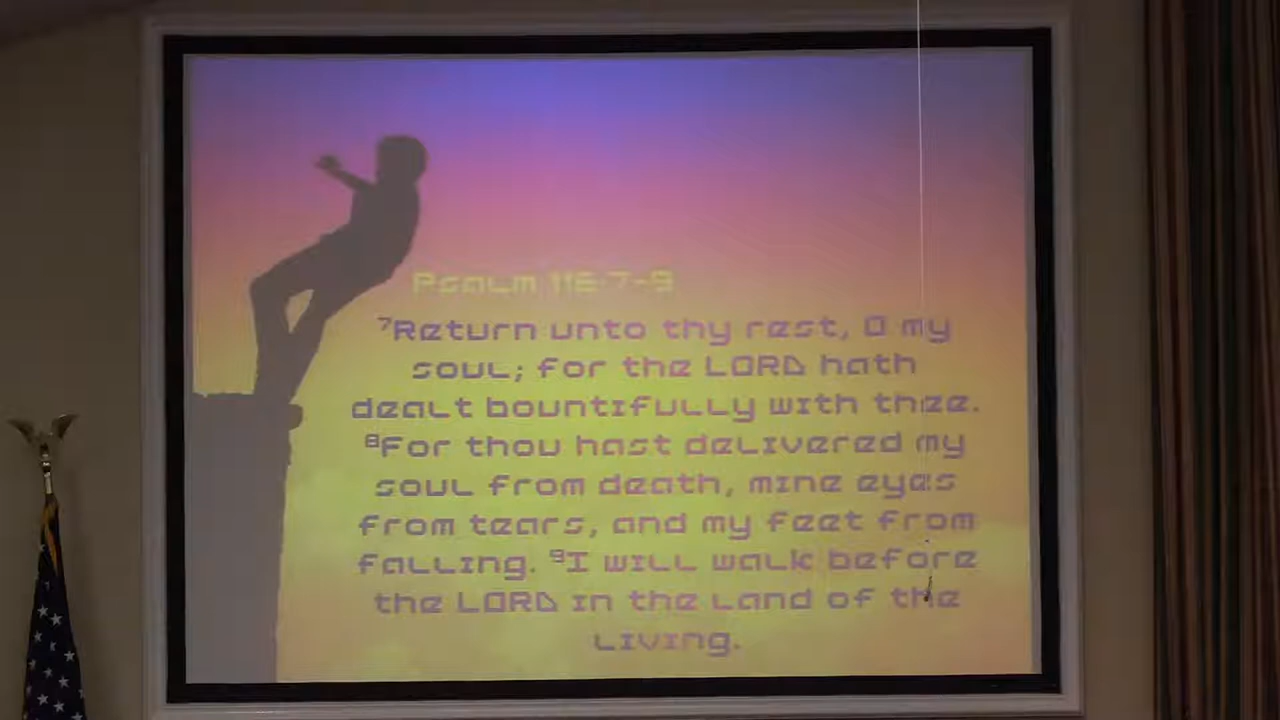 Psalm 116:7-9
⁷Return unto thy rest, O my
soul; for the LORD hath
dealt bountifully with thee.
⁸For thou hast delivered my
soul from death, mine eyes
from tears, and my feet from
falling. ⁹I will walk before
the LORD in the land of the
living.